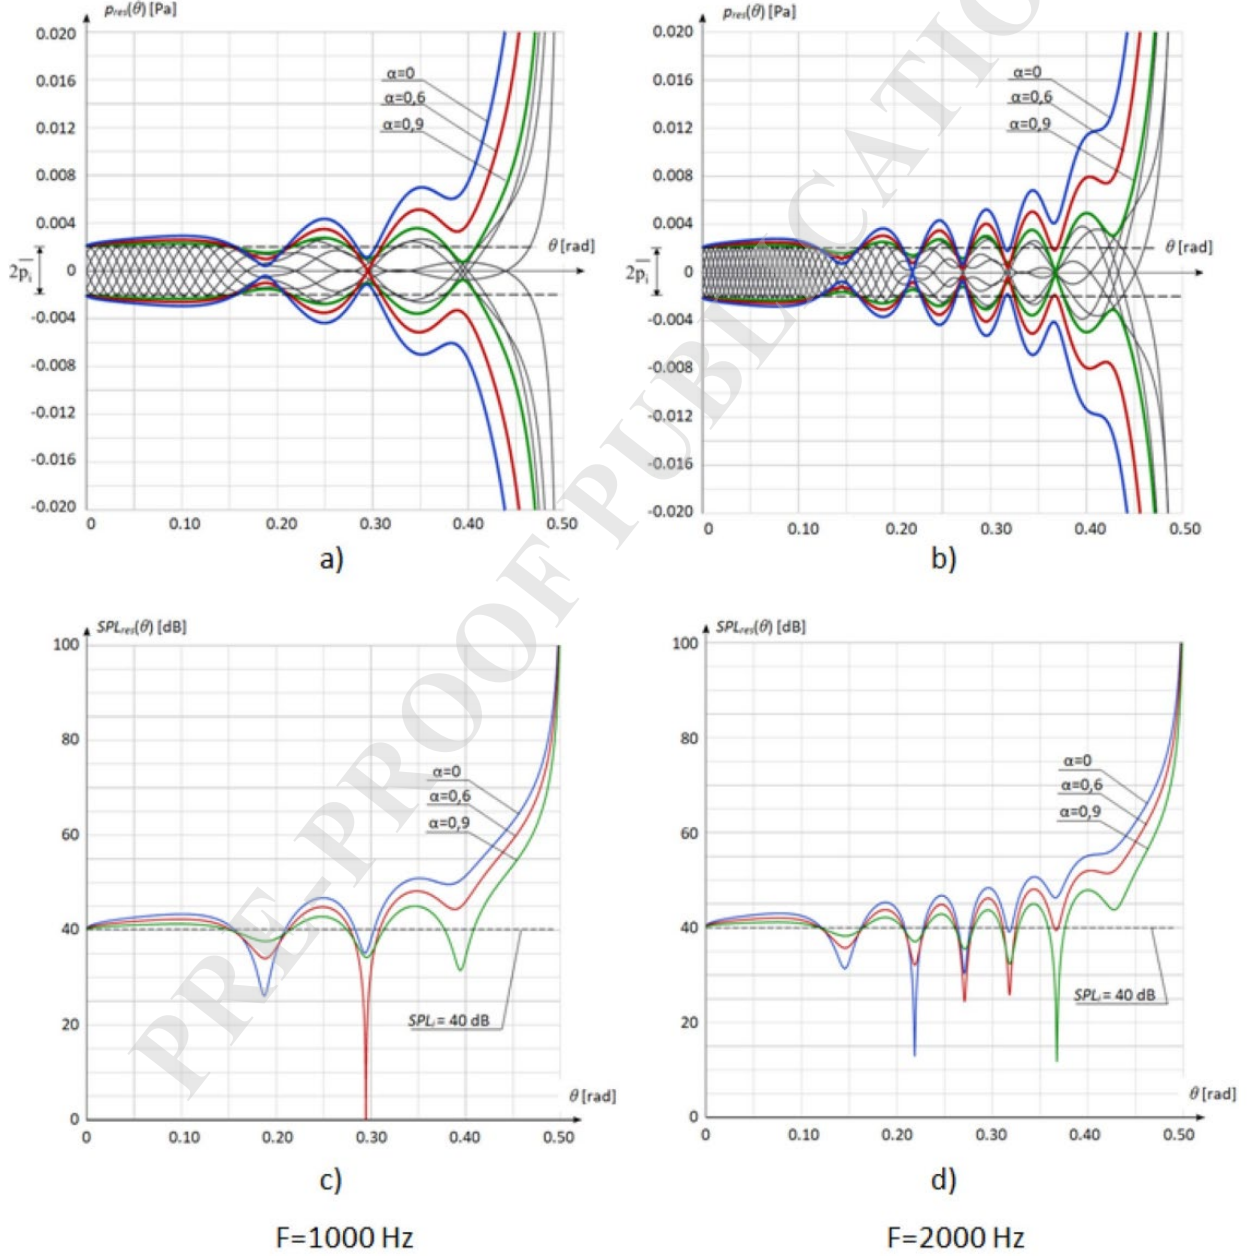 pres(θ) [Pa]
0.020
0.016
0.012
0.008
0.004
0
-0.004
-0.008
-0.012
-0.016
-0.020
2p̅i
α=0
α=0,6
α=0,9
θ [rad]
0 0.10 0.20 0.30 0.40 0.50
a)
pres(θ) [Pa]
0.020
0.016
0.012
0.008
0.004
0
-0.004
-0.008
-0.012
-0.016
-0.020
2p̅i
α=0
α=0,6
α=0,9
θ [rad]
0 0.10 0.20 0.30 0.40 0.50
b)
SPLres(θ) [dB]
100
80
60
40
20
0
α=0
α=0,6
α=0,9
SPLi = 40 dB
θ [rad]
0 0.10 0.20 0.30 0.40 0.50
c)
SPLres(θ) [dB]
100
80
60
40
20
0
α=0
α=0,6
α=0,9
SPLi = 40 dB
θ [rad]
0 0.10 0.20 0.30 0.40 0.50
d)
F=1000 Hz
F=2000 Hz
PRE-PROOF OF PUBLICATION